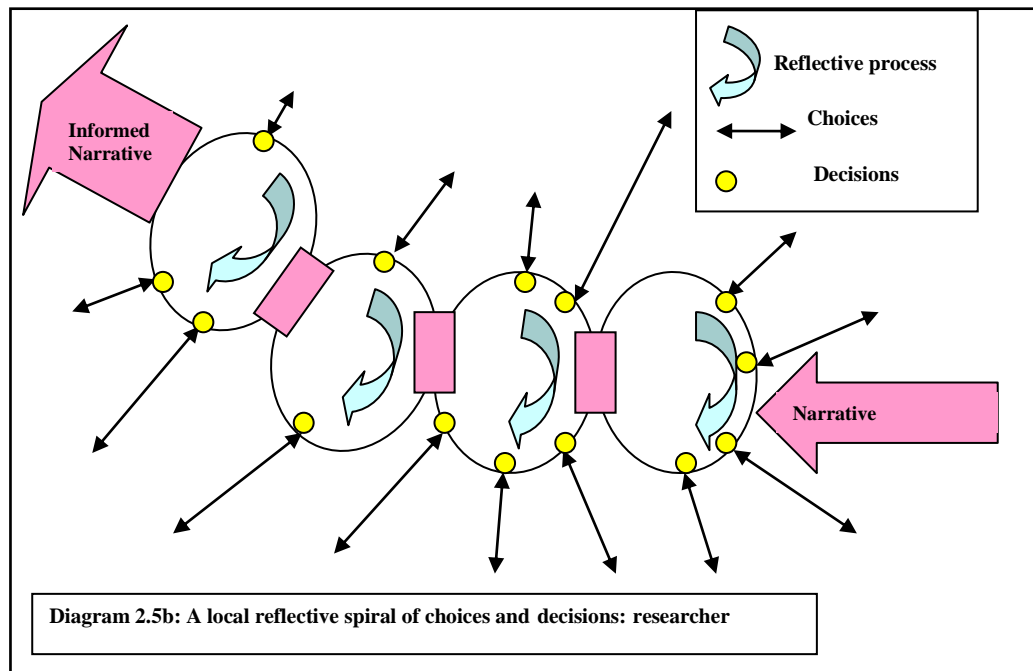 Reflective process
Choices
Decisions
Informed
Narrative
Narrative
Diagram 2.5b: A local reflective spiral of choices and decisions: researcher